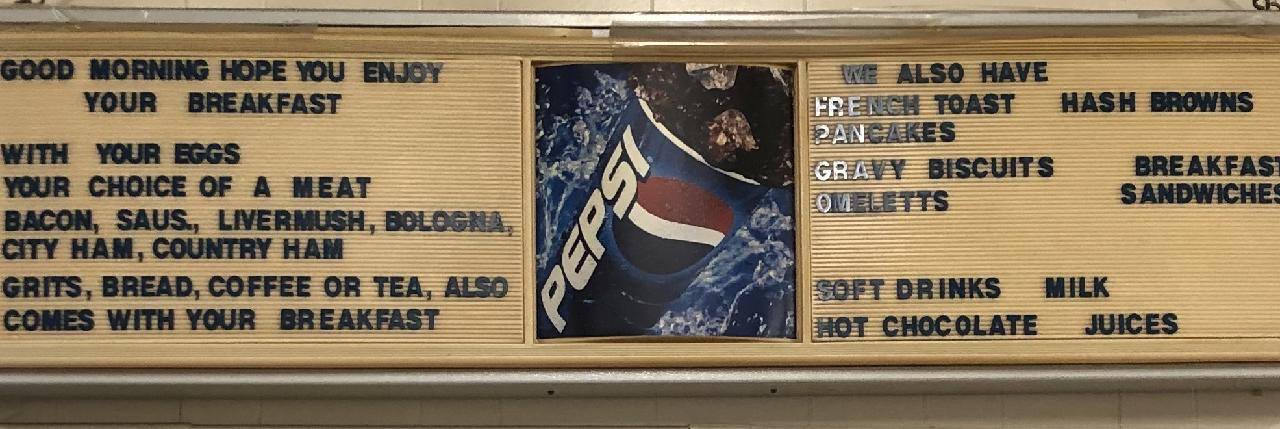 GOOD MORNING HOPE YOU ENJOY
YOUR BREAKFAST
WITH YOUR EGGS
YOUR CHOICE OF A MEAT
BACON, SAUS., LIVERMUSH, BOLOGNA,
CITY HAM, COUNTRY HAM
GRITS, BREAD, COFFEE OR TEA, ALSO
COMES WITH YOUR BREAKFAST
PEPSI
WE ALSO HAVE
FRENCH TOAST HASH BROWNS
PANCAKES
GRAVY BISCUITS BREAKFAST
OMELETTS SANDWICHES
SOFT DRINKS MILK
HOT CHOCOLATE JUICES